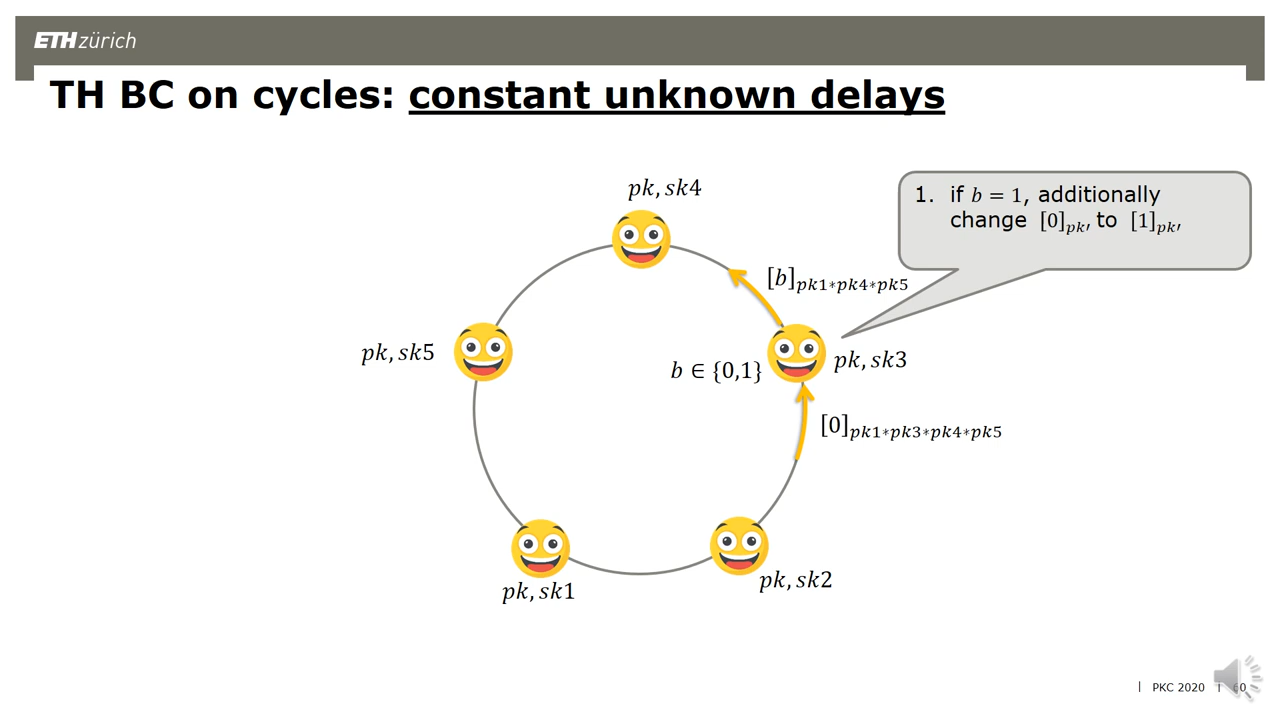 ETH zürich
TH BC on cycles: constant unknown delays
pk, sk4
1. if b = 1, additionally
change [0]pk′ to [1]pk′,
[b]pk1∗pk4∗pk5
pk, sk5
b ∈ {0,1}
pk, sk3
[0]pk1∗pk3∗pk4∗pk5
pk, sk1
pk, sk2
| PKC 2020 |